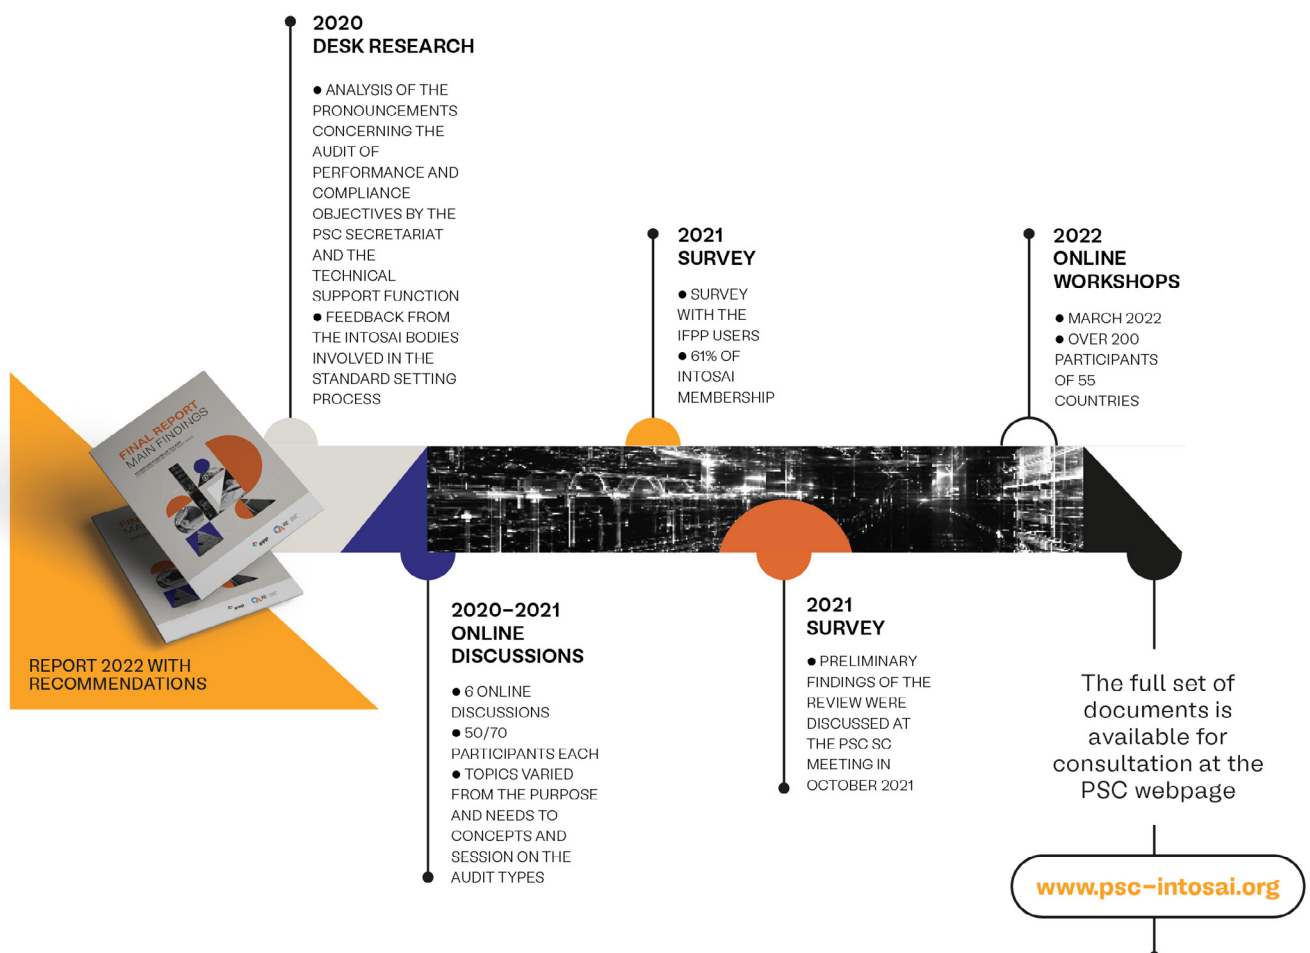 2020
DESK RESEARCH
● ANALYSIS OF THE
PRONOUNCEMENTS
CONCERNING THE
AUDIT OF
PERFORMANCE AND
COMPLIANCE
OBJECTIVES BY THE
PSC SECRETARIAT
AND THE
TECHNICAL
SUPPORT FUNCTION
● FEEDBACK FROM
THE INTOSAI BODIES
INVOLVED IN THE
STANDARD SETTING
PROCESS
2021
SURVEY
● SURVEY
WITH THE
IFPP USERS
● 61% OF
INTOSAI
MEMBERSHIP
2022
ONLINE
WORKSHOPS
● MARCH 2022
● OVER 200
PARTICIPANTS
OF 55
COUNTRIES
FINAL REPORT
MAIN FINDINGS
REPORT 2022 WITH
RECOMMENDATIONS
2020–2021
ONLINE
DISCUSSIONS
● 6 ONLINE
DISCUSSIONS
● 50/70
PARTICIPANTS EACH
● TOPICS VARIED
FROM THE PURPOSE
AND NEEDS TO
CONCEPTS AND
SESSION ON THE
AUDIT TYPES
2021
SURVEY
● PRELIMINARY
FINDINGS OF THE
REVIEW WERE
DISCUSSED AT
THE PSC SC
MEETING IN
OCTOBER 2021
The full set of
documents is
available for
consultation at the
PSC webpage
www.psc-intosai.org